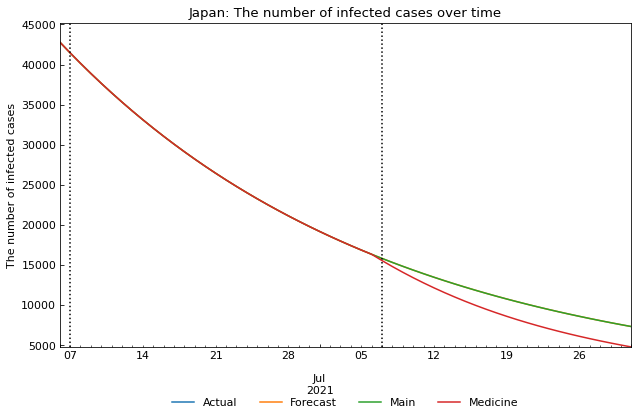 Japan: The number of infected cases over time
The number of infected cases
45000
40000
35000
30000
25000
20000
15000
10000
5000
07 14 21 28 05 12 19 26
Jul
2021
Actual Forecast Main Medicine